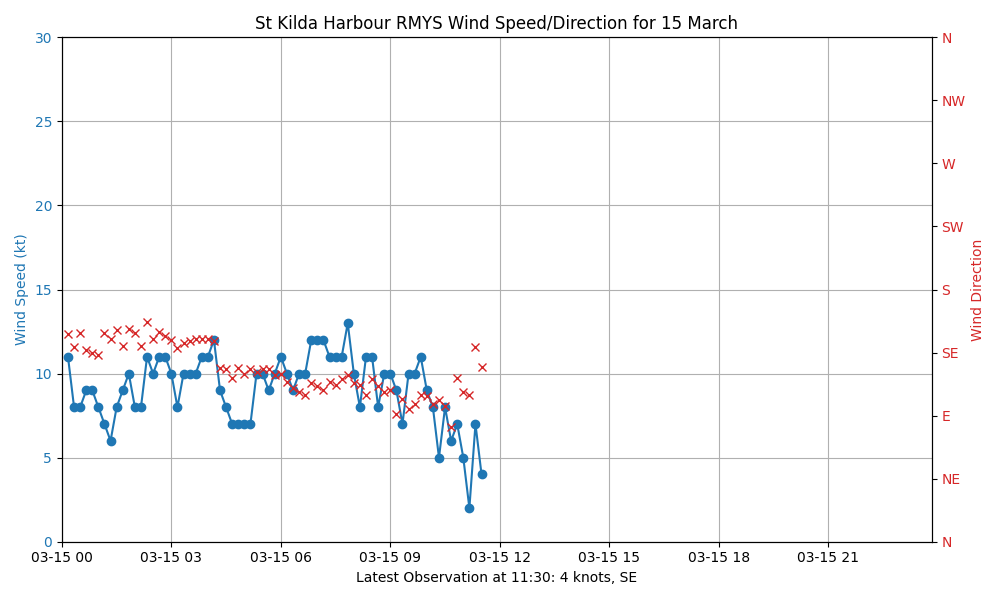 St Kilda Harbour RMYS Wind Speed/Direction for 15 March
30
25
20
15
10
5
0
Wind Speed (kt)
N
NW
W
SW
S
SE
E
NE
N
Wind Direction
03-15 00
03-15 03
03-15 06
03-15 09
03-15 12
03-15 15
03-15 18
03-15 21
Latest Observation at 11:30: 4 knots, SE